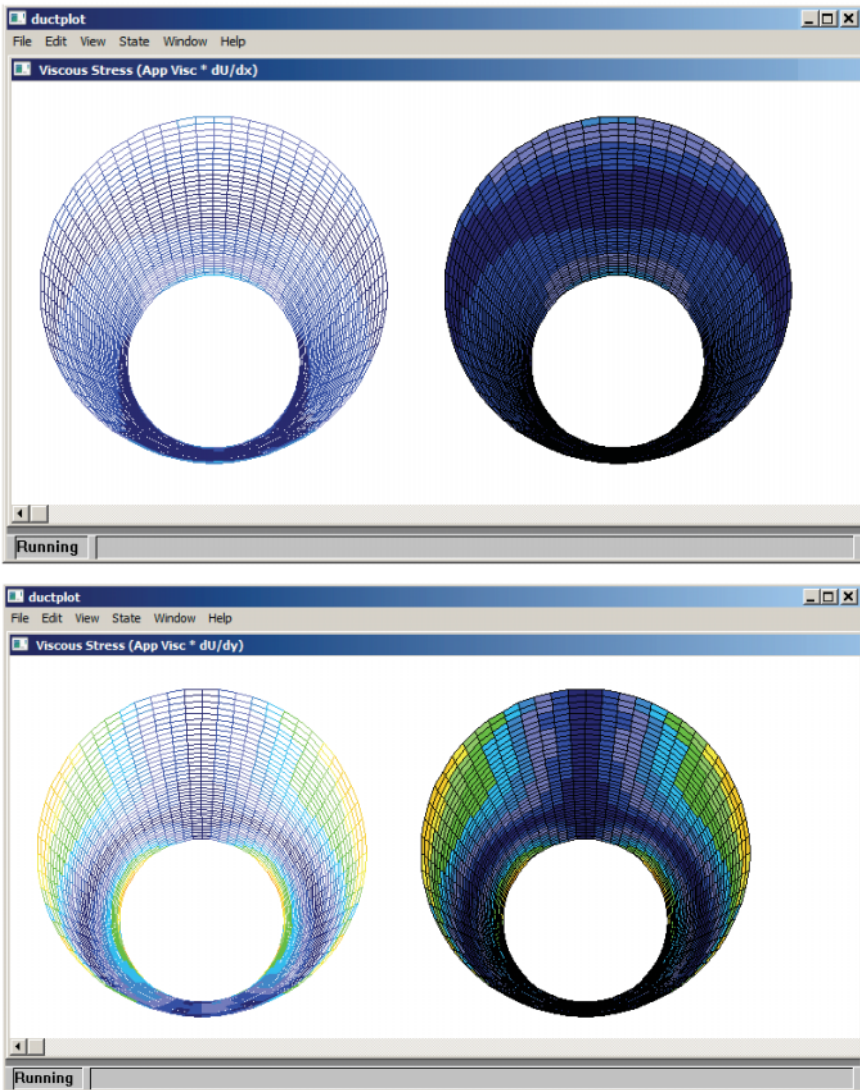 ductplot
File Edit View State Window Help
Viscous Stress (App Visc * dU/dx)
Running
ductplot
File Edit View State Window Help
Viscous Stress (App Visc * dU/dy)
Running